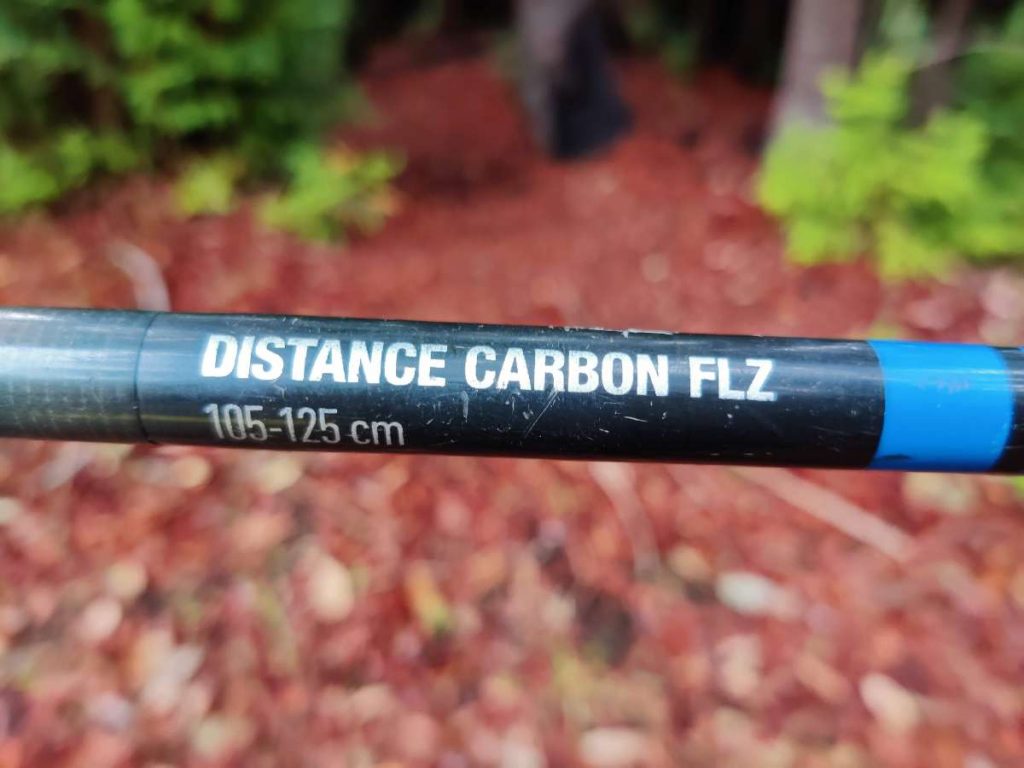 DISTANCE CARBON FLZ
105-125 cm